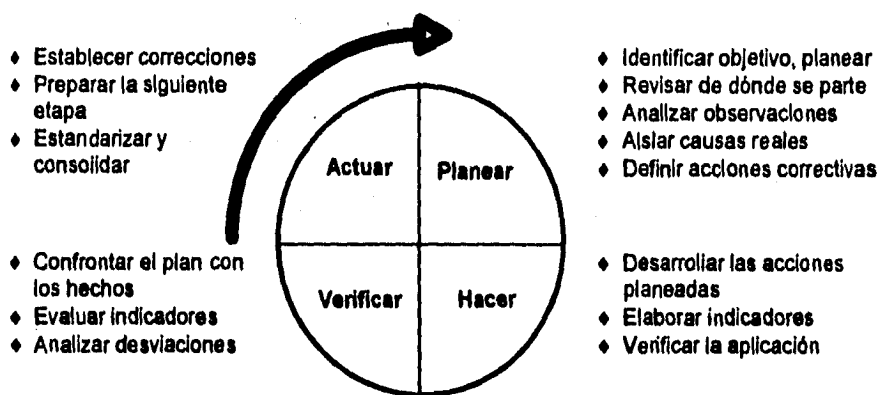 ♦ Establecer correcciones
♦ Preparar la siguiente
etapa
♦ Estandarizar y
consolidar
♦ Identificar objetivo, planear
♦ Revisar de dónde se parte
♦ Analizar observaciones
♦ Aislar causas reales
♦ Definir acciones correctivas
Actuar
Planear
♦ Confrontar el plan con
los hechos
♦ Evaluar indicadores
♦ Analizar desviaciones
Verificar
Hacer
♦ Desarrollar las acciones
planeadas
♦ Elaborar indicadores
♦ Verificar la aplicación